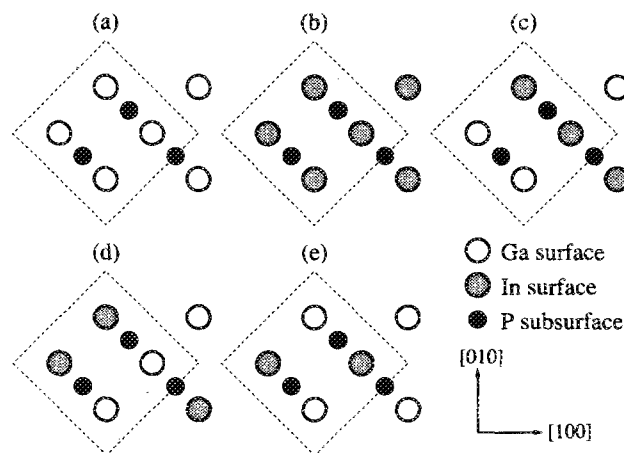 (a) (b) (c)
(d) (e)
Ga surface
In surface
P subsurface
[010]
[100]